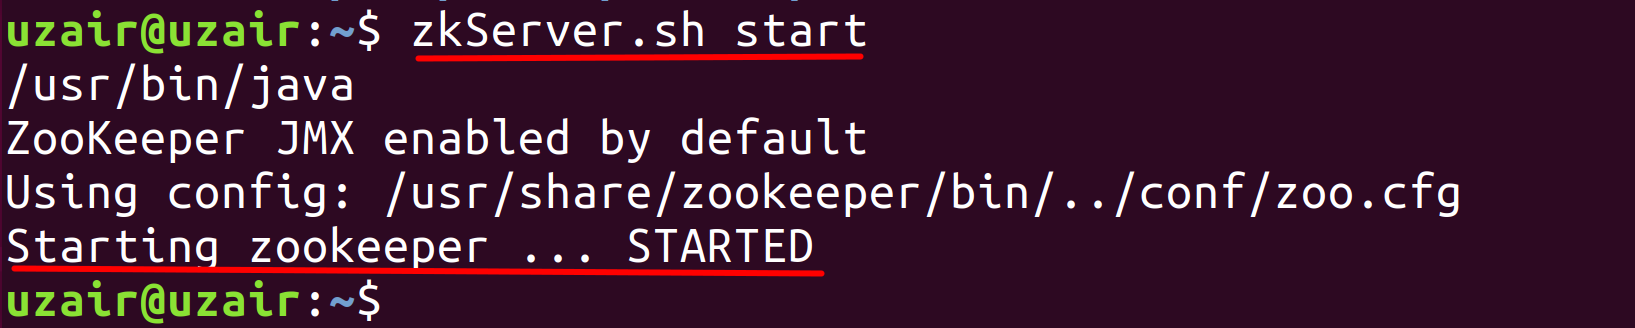 uzair@uzair:~$ zkServer.sh start
/usr/bin/java
ZooKeeper JMX enabled by default
Using config: /usr/share/zookeeper/bin/../conf/zoo.cfg
Starting zookeeper ... STARTED
uzair@uzair:~$